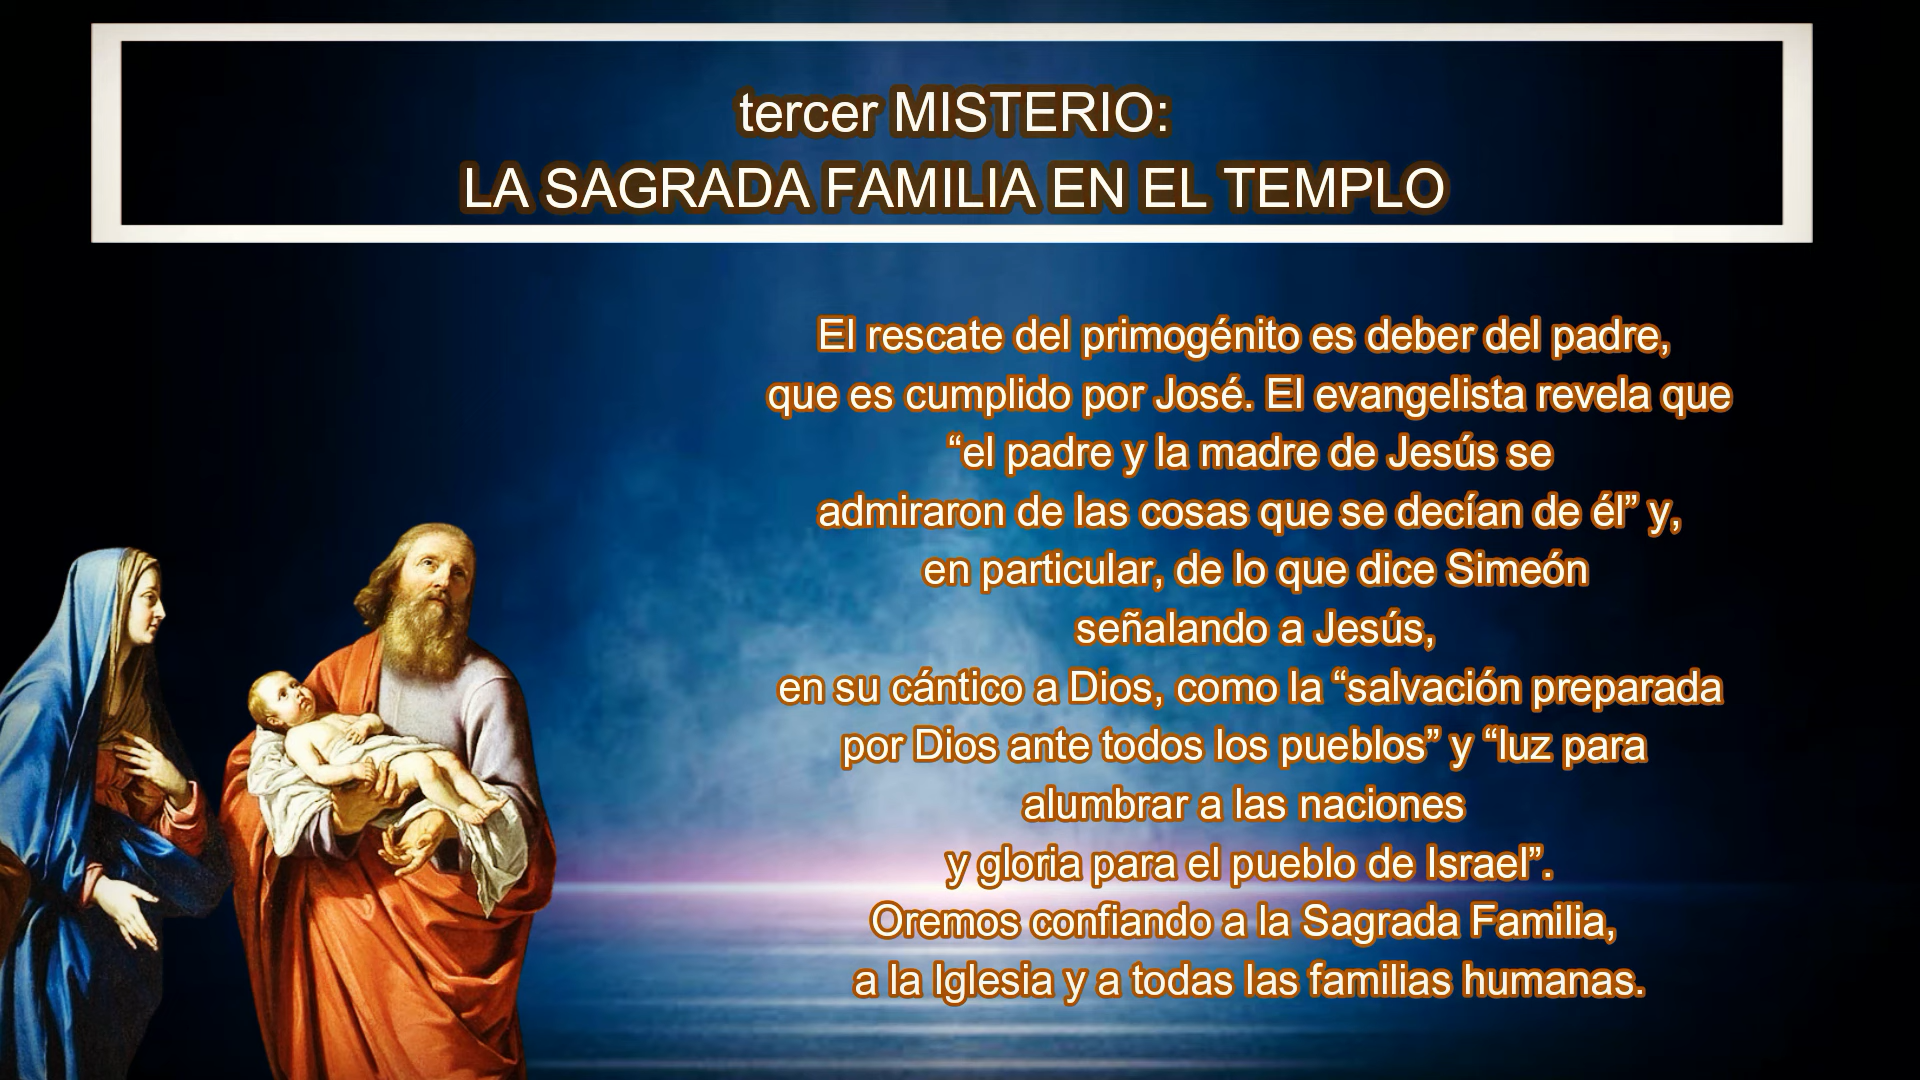 tercer MISTERIO:
LA SAGRADA FAMILIA EN EL TEMPLO
El rescate del primogénito es deber del padre,
que es cumplido por José. El evangelista revela que
“el padre y la madre de Jesús se
admiraron de las cosas que se decían de él” y,
en particular, de lo que dice Simeón
señalando a Jesús,
en su cántico a Dios, como la “salvación preparada
por Dios ante todos los pueblos” y “luz para
alumbrar a las naciones
y gloria para el pueblo de Israel”.
Oremos confiando a la Sagrada Familia,
a la Iglesia y a todas las familias humanas.